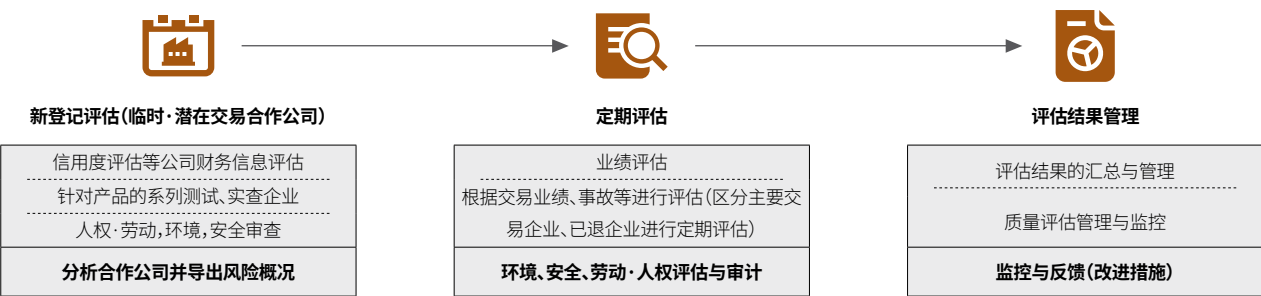 新登记评估(临时·潜在交易合作公司)
信用度评估等公司财务信息评估
针对产品的系列测试、实查企业
人权·劳动,环境,安全审查
分析合作公司并导出风险概况
定期评估
业绩评估
根据交易业绩、事故等进行评估(区分主要交
易企业、已退企业进行定期评估)
环境、安全、劳动·人权评估与审计
评估结果管理
评估结果的汇总与管理
质量评估管理与监控
监控与反馈(改进措施)